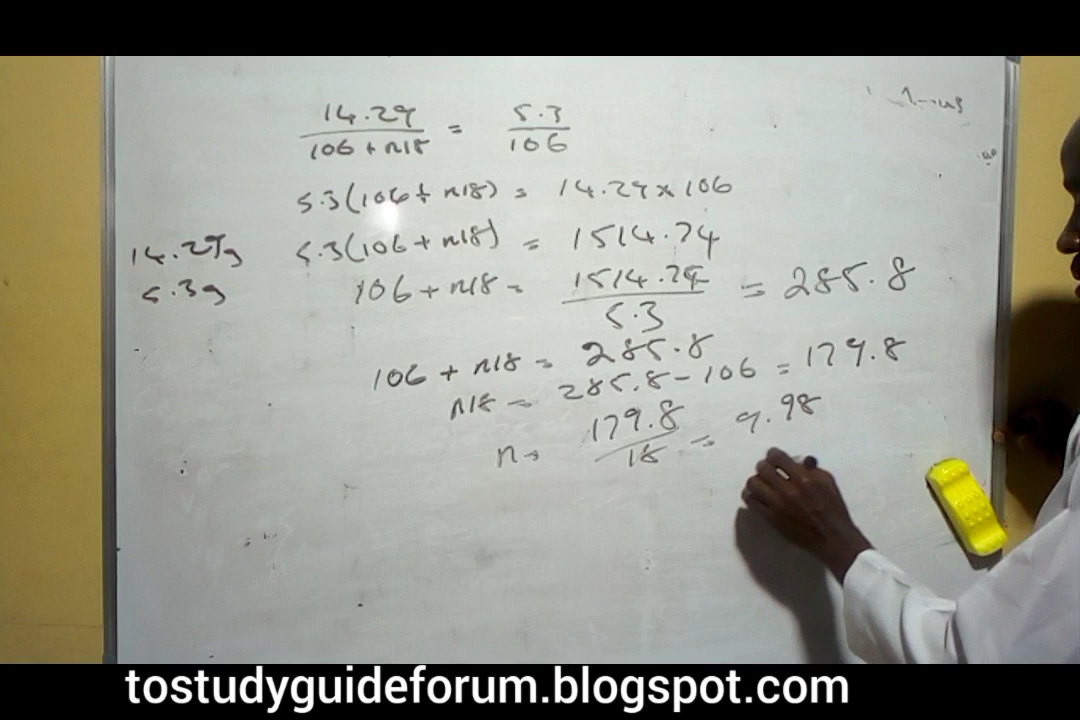 14.29 / 106 + n18 = 5.3 / 106
5.3(106 + n18) = 14.29 x 106
14.29g 5.3(106 + n18) = 1514.74
5.3g 106 + n18 = 1514.74 / 5.3 = 285.8
106 + n18 = 285.8
n18 = 285.8 - 106 = 179.8
n = 179.8 / 18 = 9.98
tostudyguideforum.blogspot.com